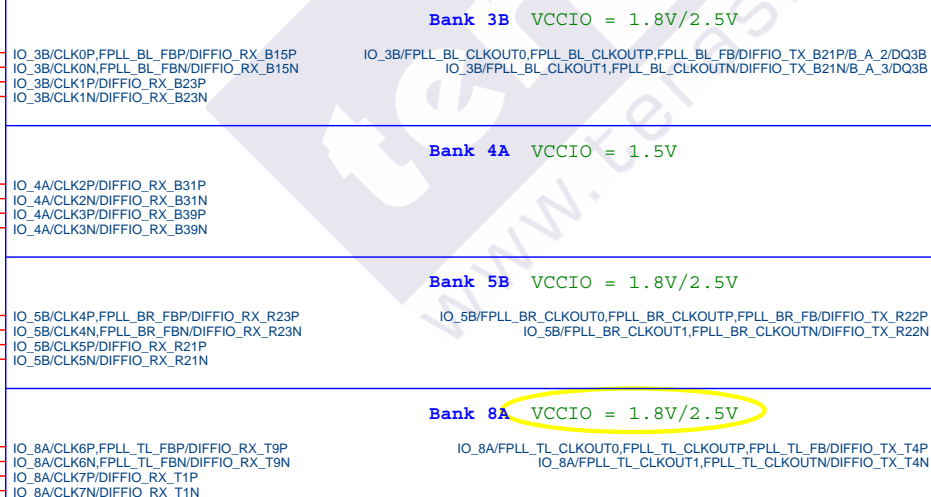 Bank 3B VCCIO = 1.8V/2.5V
IO_3B/CLK0P,FPLL_BL_FBP/DIFFIO_RX_B15P IO_3B/FPLL_BL_CLKOUT0,FPLL_BL_CLKOUTP,FPLL_BL_FB/DIFFIO_TX_B21P/B_A_2/DQ3B
IO_3B/CLK0N,FPLL_BL_FBN/DIFFIO_RX_B15N IO_3B/FPLL_BL_CLKOUT1,FPLL_BL_CLKOUTN/DIFFIO_TX_B21N/B_A_3/DQ3B
IO_3B/CLK1P/DIFFIO_RX_B23P
IO_3B/CLK1N/DIFFIO_RX_B23N
Bank 4A VCCIO = 1.5V
IO_4A/CLK2P/DIFFIO_RX_B31P
IO_4A/CLK2N/DIFFIO_RX_B31N
IO_4A/CLK3P/DIFFIO_RX_B39P
IO_4A/CLK3N/DIFFIO_RX_B39N
Bank 5B VCCIO = 1.8V/2.5V
IO_5B/CLK4P,FPLL_BR_FBP/DIFFIO_RX_R23P IO_5B/FPLL_BR_CLKOUT0,FPLL_BR_CLKOUTP,FPLL_BR_FB/DIFFIO_TX_R22P
IO_5B/CLK4N,FPLL_BR_FBN/DIFFIO_RX_R23N IO_5B/FPLL_BR_CLKOUT1,FPLL_BR_CLKOUTN/DIFFIO_TX_R22N
IO_5B/CLK5P/DIFFIO_RX_R21P
IO_5B/CLK5N/DIFFIO_RX_R21N
Bank 8A VCCIO = 1.8V/2.5V
IO_8A/CLK6P,FPLL_TL_FBP/DIFFIO_RX_T9P IO_8A/FPLL_TL_CLKOUT0,FPLL_TL_CLKOUTP,FPLL_TL_FB/DIFFIO_TX_T4P
IO_8A/CLK6N,FPLL_TL_FBN/DIFFIO_RX_T9N IO_8A/FPLL_TL_CLKOUT1,FPLL_TL_CLKOUTN/DIFFIO_TX_T4N
IO_8A/CLK7P/DIFFIO_RX_T1P
IO_8A/CLK7N/DIFFIO_RX_T1N